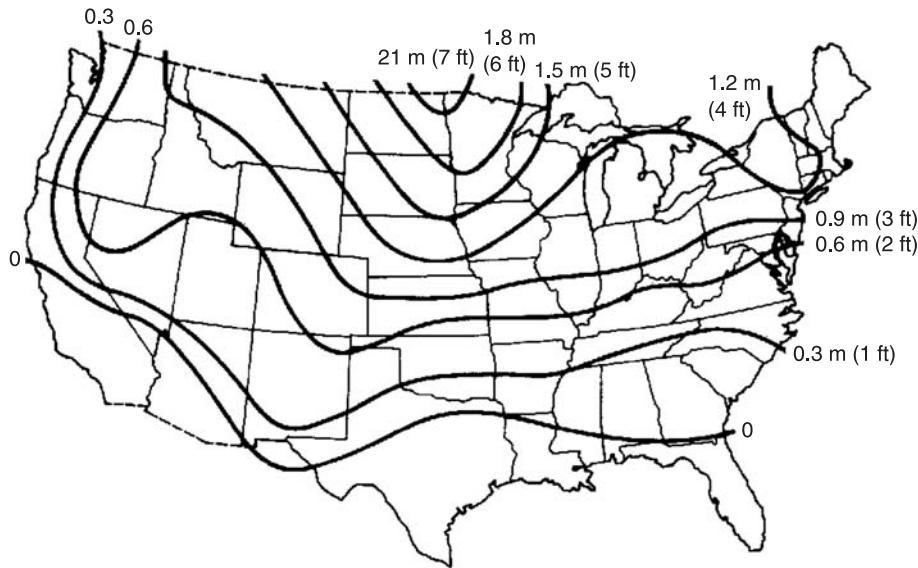 0.3
0.6
21 m (7 ft)
1.8 m
(6 ft)
1.5 m (5 ft)
1.2 m
(4 ft)
0.9 m (3 ft)
0.6 m (2 ft)
0
0.3 m (1 ft)
0